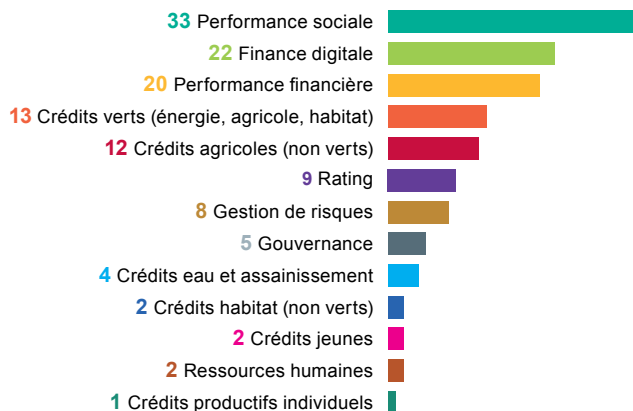 33 Performance sociale
22 Finance digitale
20 Performance financière
13 Crédits verts (énergie, agricole, habitat)
12 Crédits agricoles (non verts)
9 Rating
8 Gestion de risques
5 Gouvernance
4 Crédits eau et assainissement
2 Crédits habitat (non verts)
2 Crédits jeunes
2 Ressources humaines
1 Crédits productifs individuels